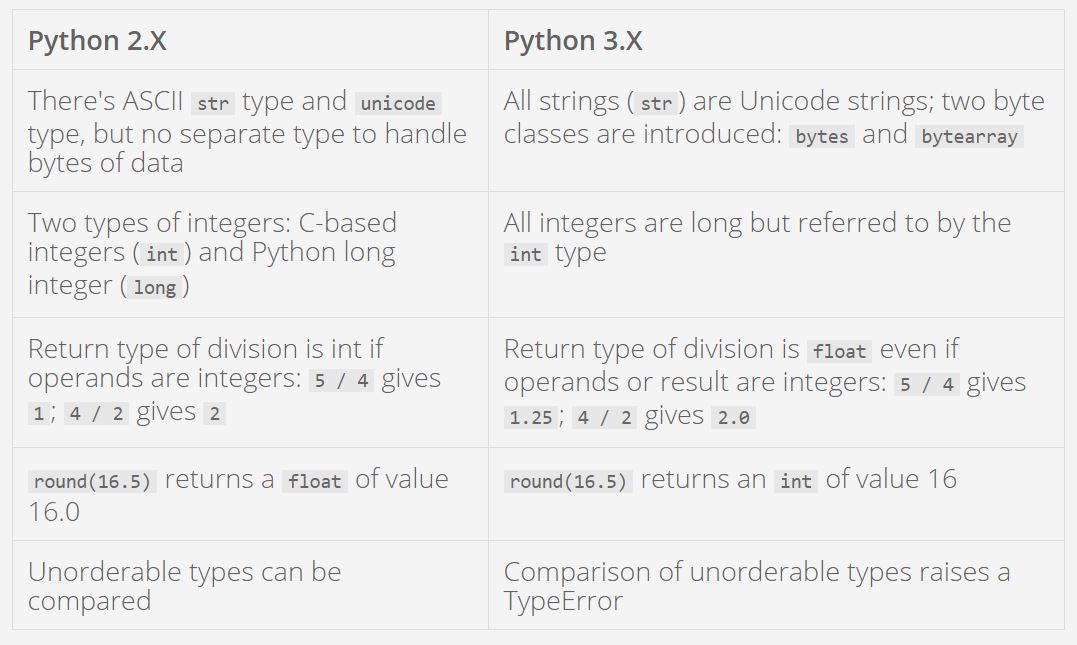 Python 2.X
Python 3.X
There's ASCII str type and unicode
type, but no separate type to handle
bytes of data
All strings (str) are Unicode strings; two byte
classes are introduced: bytes and bytearray
Two types of integers: C-based
integers (int) and Python long
integer (long)
All integers are long but referred to by the
int type
Return type of division is int if
operands are integers: 5 / 4 gives
1; 4 / 2 gives 2
Return type of division is float even if
operands or result are integers: 5 / 4 gives
1.25; 4 / 2 gives 2.0
round(16.5) returns a float of value
16.0
round(16.5) returns an int of value 16
Unorderable types can be
compared
Comparison of unorderable types raises a
TypeError